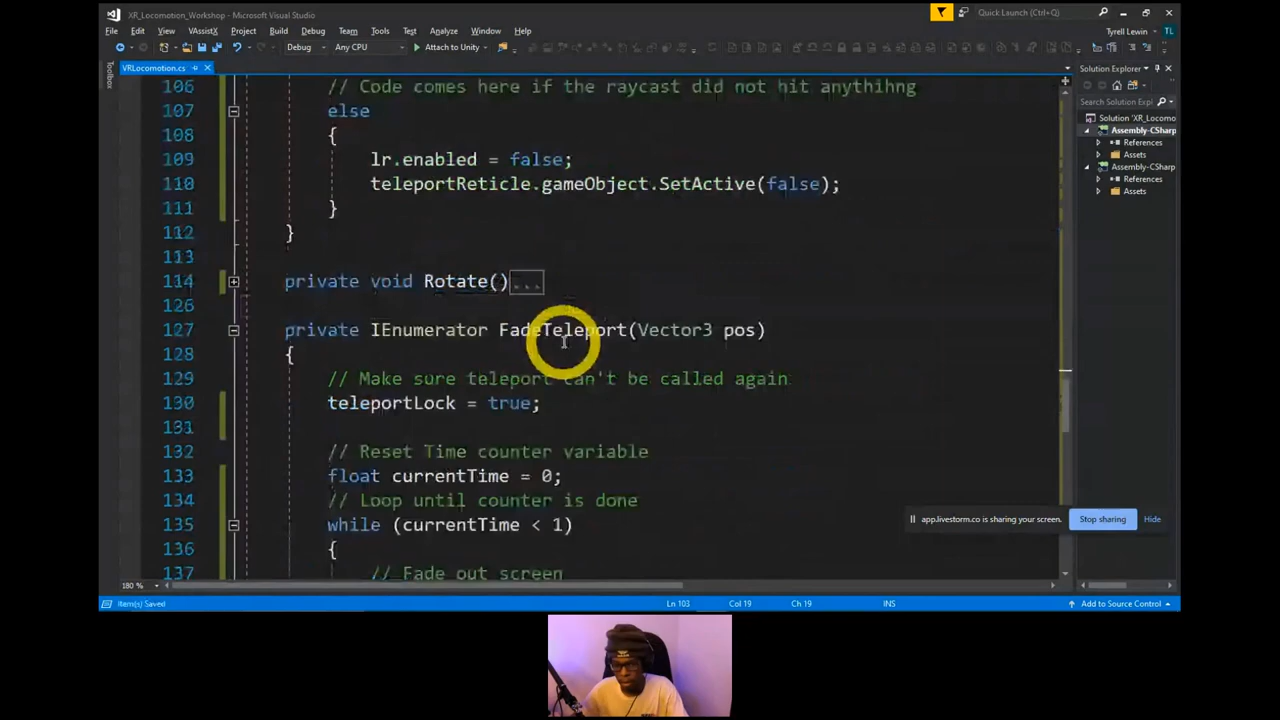 XR_Locomotion_Workshop - Microsoft Visual Studio
Quick Launch (Ctrl+Q)
File Edit View VAssistX Project Build Debug Team Tools Test Analyze Window Help
Tyrell Lewin TL
Debug Any CPU Attach to Unity
VRLocomotion.cs
Toolbox
Solution Explorer
Search Solution Explorer
Solution 'XR_Locomo
Assembly-CSharp
References
Assets
Assembly-CSharp
References
Assets
106 // Code comes here if the raycast did not hit anythihng
107 else
108 {
109 lr.enabled = false;
110 teleportReticle.gameObject.SetActive(false);
111 }
112 }
113
114 private void Rotate()...
126
127 private IEnumerator FadeTeleport(Vector3 pos)
128 {
129 // Make sure teleport can't be called again
130 teleportLock = true;
131
132 // Reset Time counter variable
133 float currentTime = 0;
134 // Loop until counter is done
135 while (currentTime < 1)
136 {
137 // Fade out screen
app.livestorm.co is sharing your screen.
Stop sharing
Hide
180 %
Item(s) Saved
Ln 103 Col 19 Ch 19 INS
Add to Source Control